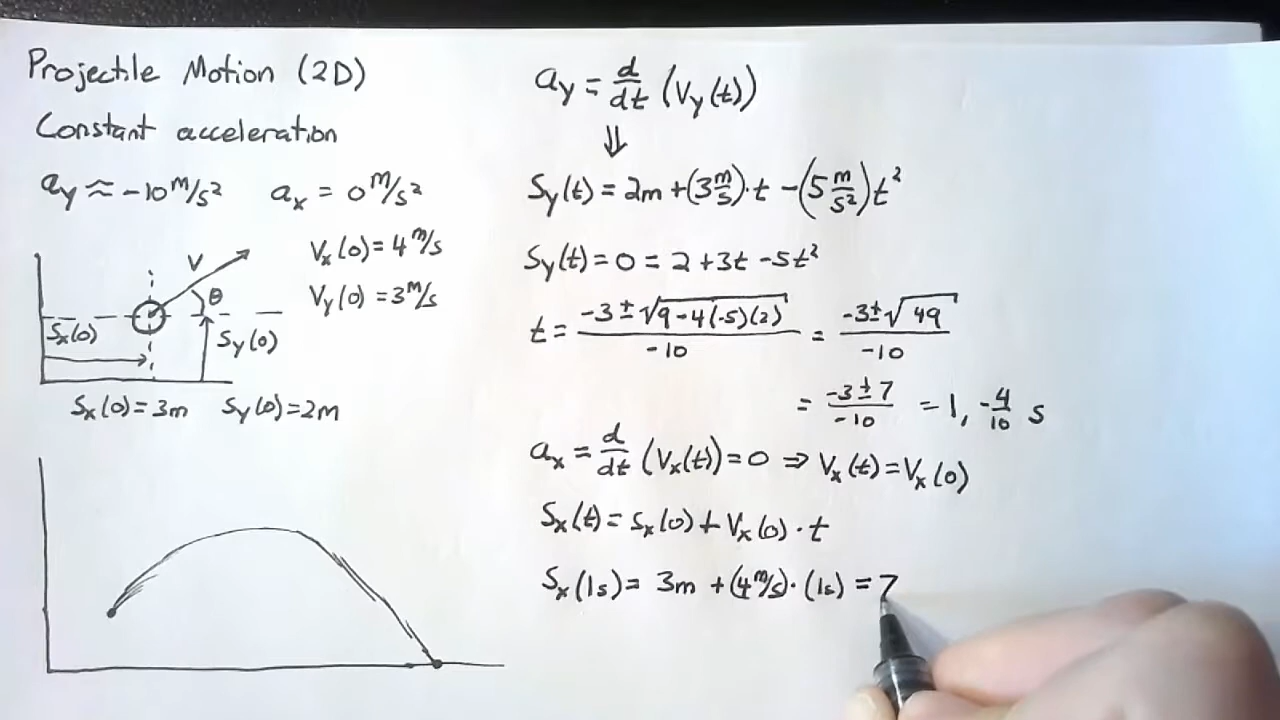 Projectile Motion (2D)
Constant acceleration
ay ≈ -10 m/s² ax = 0 m/s²
Vx(0) = 4 m/s
Vy(0) = 3 m/s
V
θ
Sx(0)
Sy(0)
Sx(0) = 3m Sy(0) = 2m
ay = d/dt (Vy(t))
⇓
Sy(t) = 2m + (3 m/s)·t - (5 m/s²)t²
Sy(t) = 0 = 2 + 3t - 5t²
t = (-3 ± √(9 - 4(-5)(2)))/-10 = (-3 ± √49)/-10
= (-3 ± 7)/-10 = 1, -4/10 s
ax = d/dt (Vx(t)) = 0 ⇒ Vx(t) = Vx(0)
Sx(t) = Sx(0) + Vx(0) · t
Sx(1s) = 3m + (4 m/s) · (1s) = 7